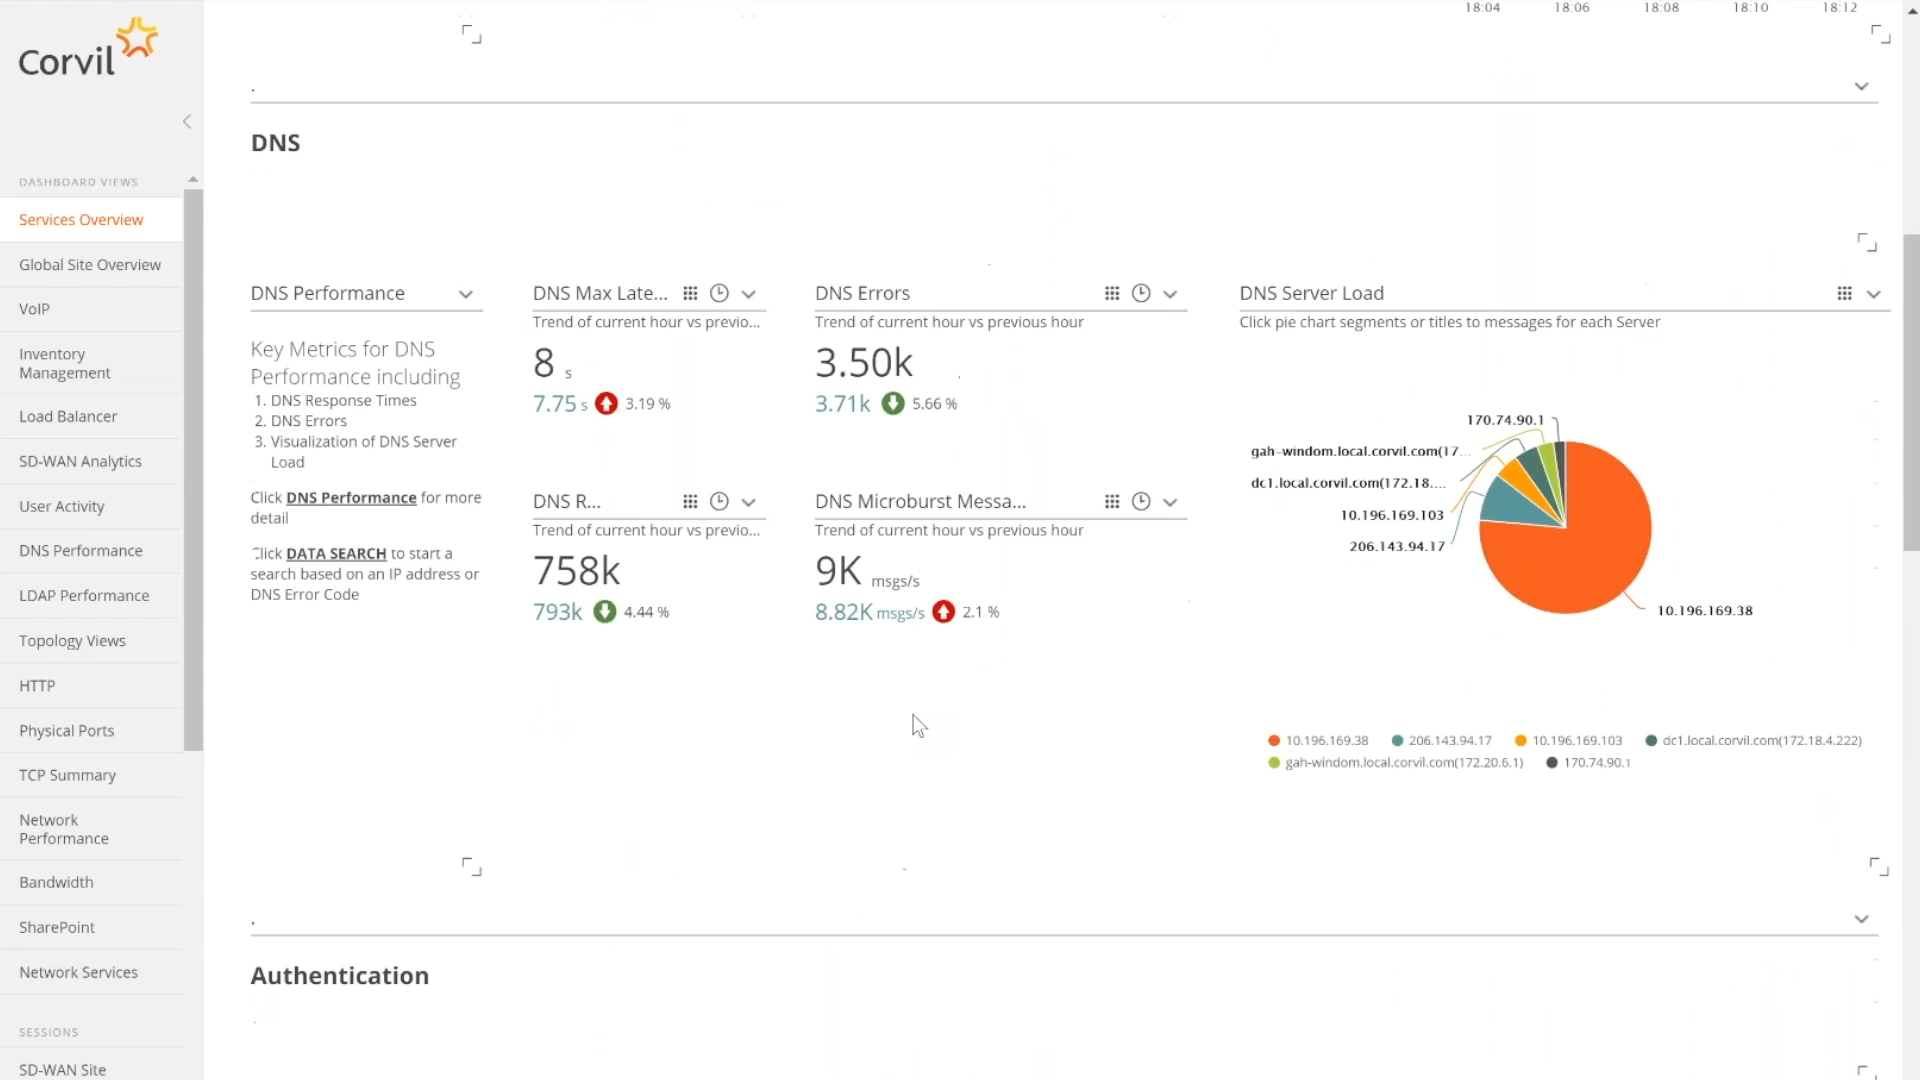 18:04 18:06 18:08 18:10 18:12
Corvil
DASHBOARD VIEWS
Services Overview
Global Site Overview
VoIP
Inventory
Management
Load Balancer
SD-WAN Analytics
User Activity
DNS Performance
LDAP Performance
Topology Views
HTTP
Physical Ports
TCP Summary
Network
Performance
Bandwidth
SharePoint
Network Services
SESSIONS
SD-WAN Site
.
DNS
DNS Performance
Key Metrics for DNS
Performance including
1. DNS Response Times
2. DNS Errors
3. Visualization of DNS Server
Load
Click DNS Performance for more
detail
Click DATA SEARCH to start a
search based on an IP address or
DNS Error Code
DNS Max Late...
Trend of current hour vs previo...
8 s
7.75 s 3.19 %
DNS Errors
Trend of current hour vs previous hour
3.50k
3.71k 5.66 %
DNS R...
Trend of current hour vs previo...
758k
793k 4.44 %
DNS Microburst Messa...
Trend of current hour vs previous hour
9K msgs/s
8.82K msgs/s 2.1 %
DNS Server Load
Click pie chart segments or titles to messages for each Server
170.74.90.1
gah-windom.local.corvil.com(17...
dc1.local.corvil.com(172.18....
10.196.169.103
206.143.94.17
10.196.169.38
10.196.169.38 206.143.94.17 10.196.169.103 dc1.local.corvil.com(172.18.4.222)
gah-windom.local.corvil.com(172.20.6.1) 170.74.90.1
.
Authentication